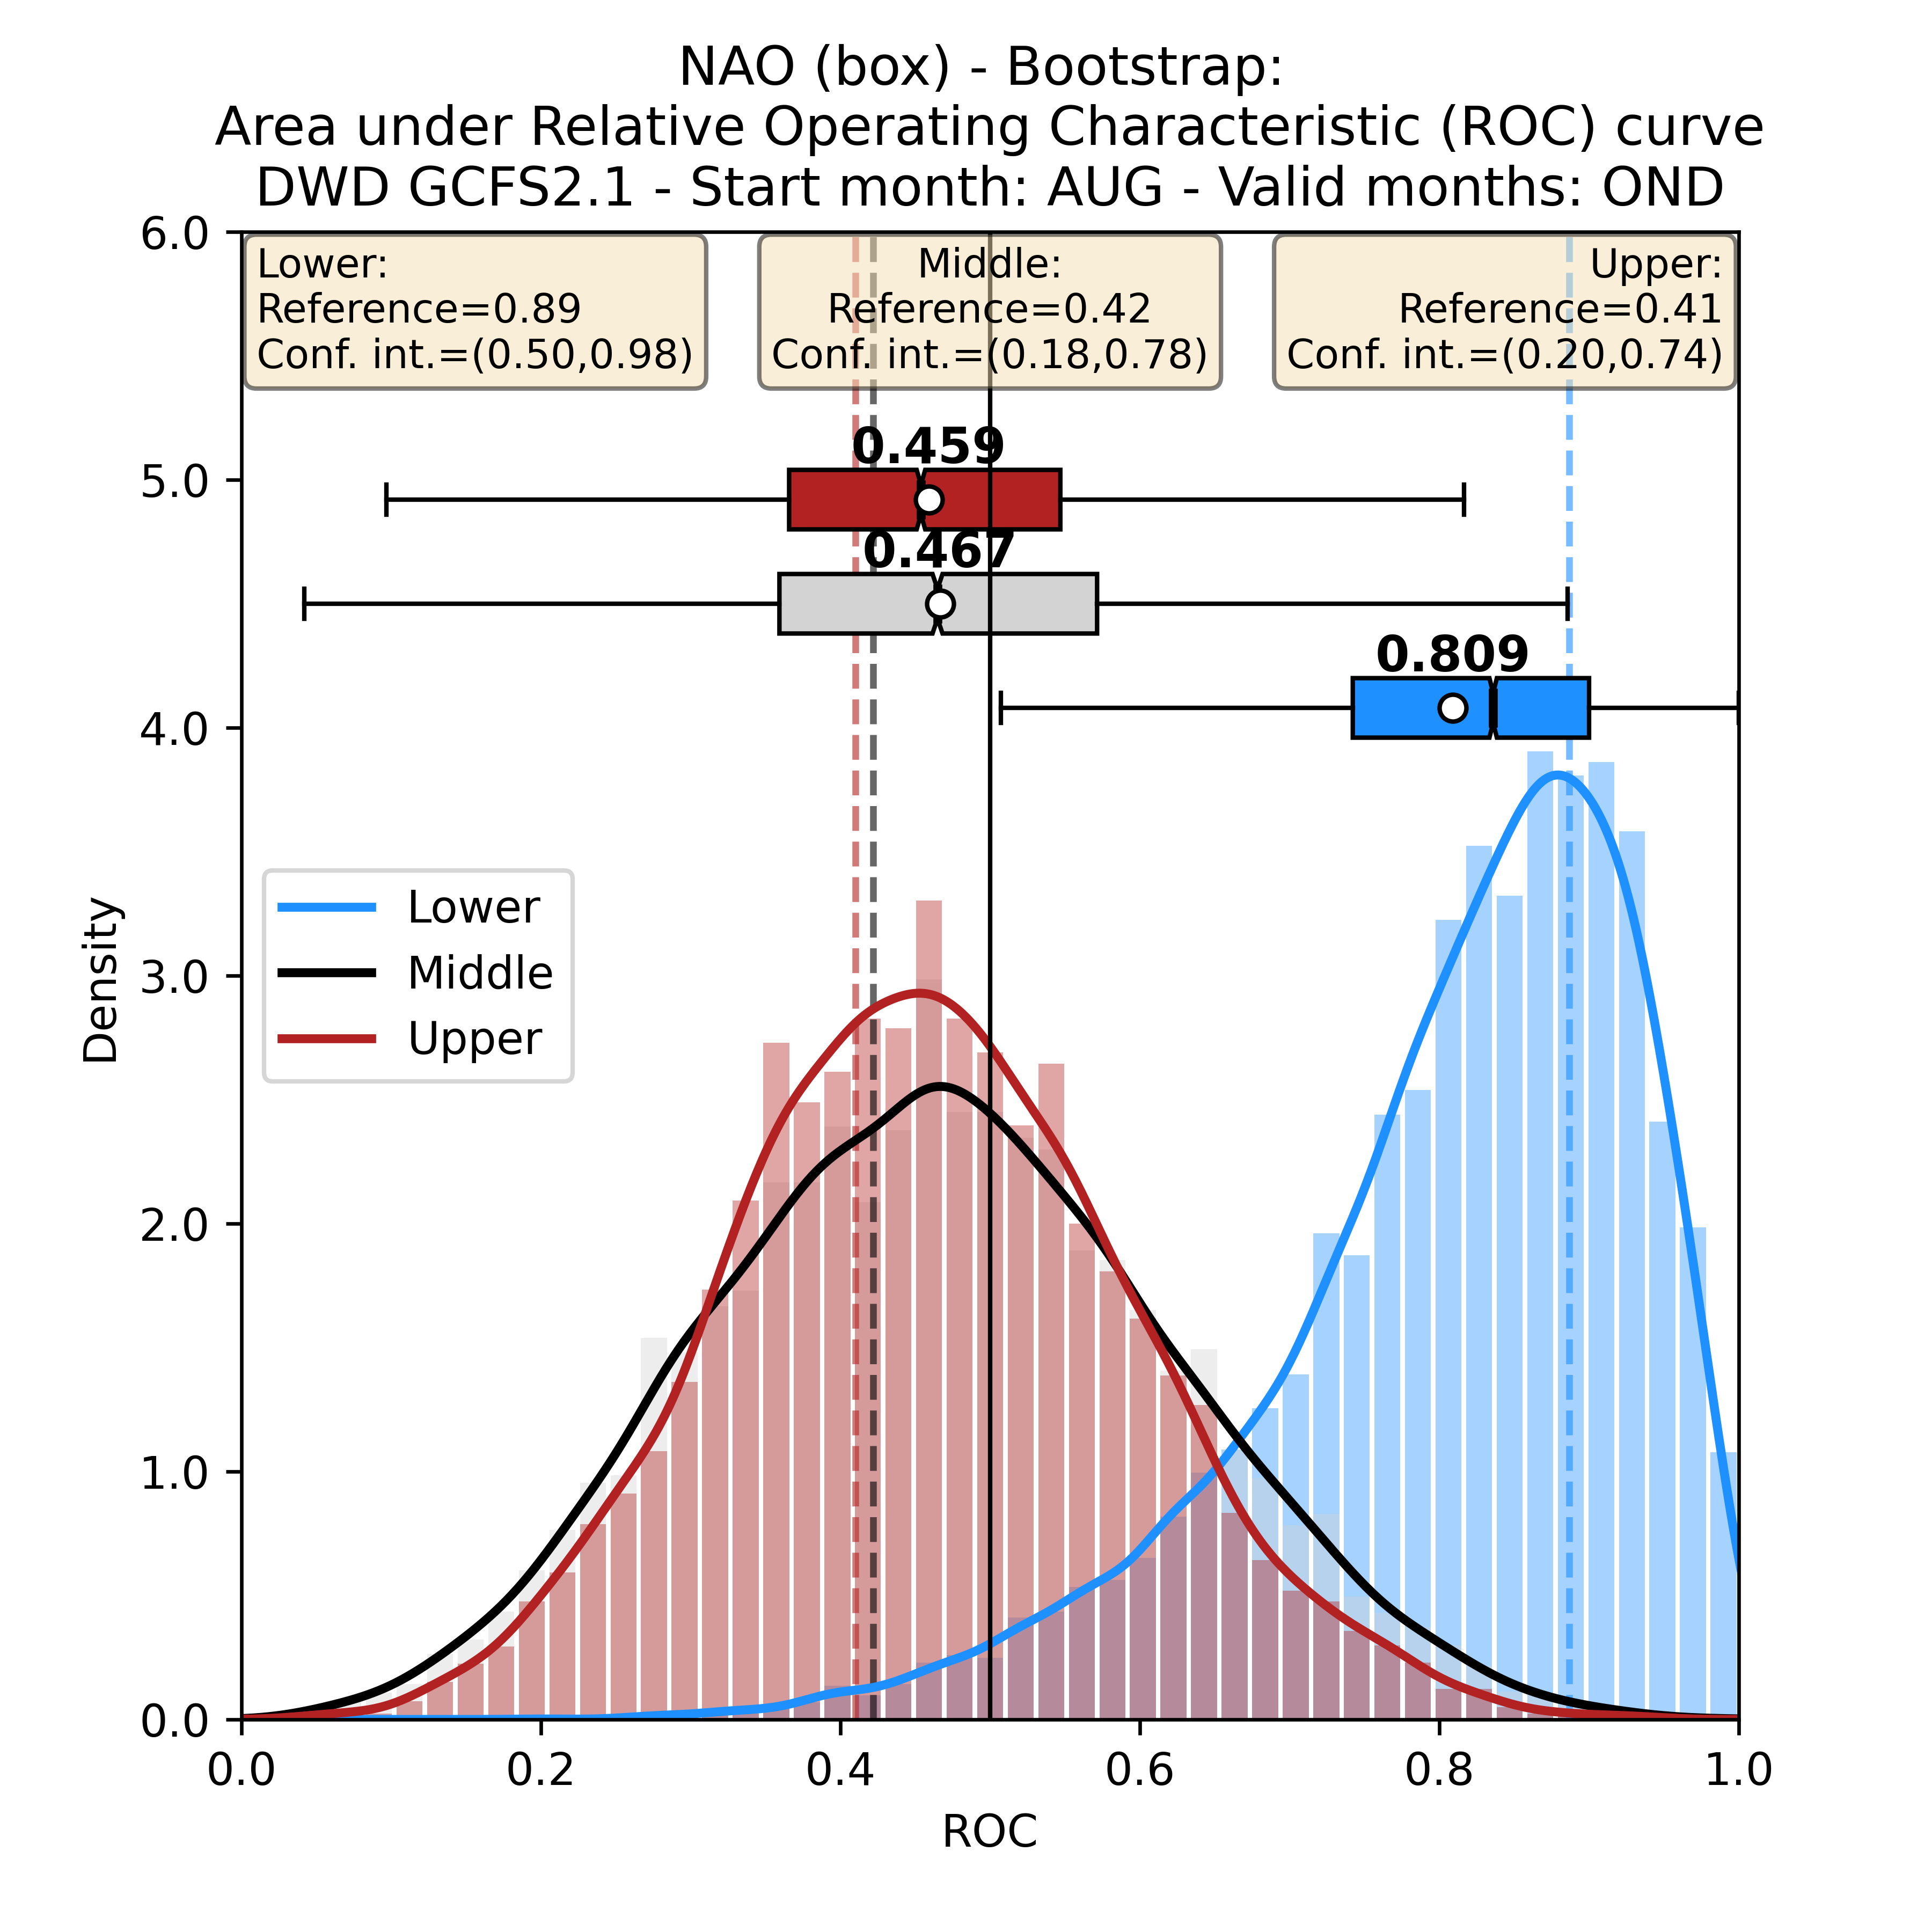 NAO (box) - Bootstrap:
Area under Relative Operating Characteristic (ROC) curve
DWD GCFS2.1 - Start month: AUG - Valid months: OND
Lower:
Reference=0.89
Conf. int.=(0.50,0.98)
Middle:
Reference=0.42
Conf. int.=(0.18,0.78)
Upper:
Reference=0.41
Conf. int.=(0.20,0.74)
0.459
0.467
0.809
Lower
Middle
Upper
Density
6.0
5.0
4.0
3.0
2.0
1.0
0.0
0.0 0.2 0.4 0.6 0.8 1.0
ROC